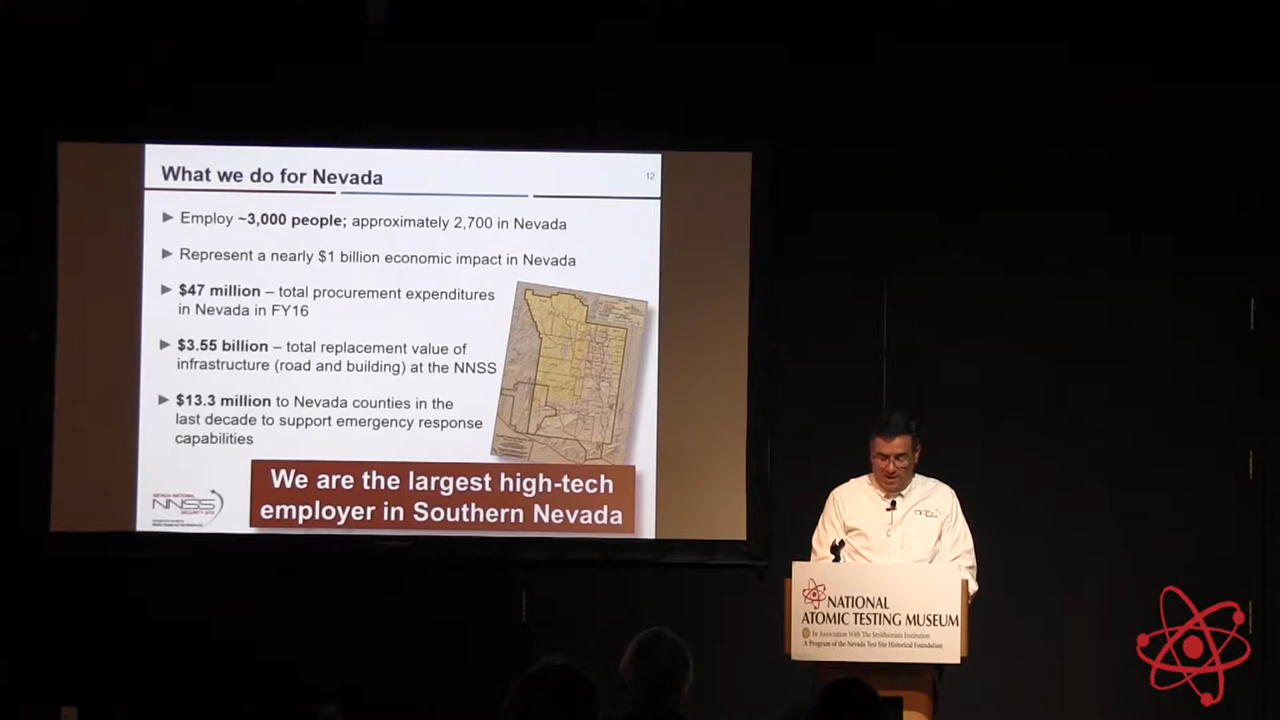 What we do for Nevada
12
Employ ~3,000 people; approximately 2,700 in Nevada
Represent a nearly $1 billion economic impact in Nevada
$47 million – total procurement expenditures
in Nevada in FY16
$3.55 billion – total replacement value of
infrastructure (road and building) at the NNSS
$13.3 million to Nevada counties in the
last decade to support emergency response
capabilities
We are the largest high-tech
employer in Southern Nevada
NEVADA NATIONAL
NNSS
SECURITY SITE
NATIONAL
ATOMIC TESTING MUSEUM
In Association With The Smithsonian Institution
A Program of the Nevada Test Site Historical Foundation